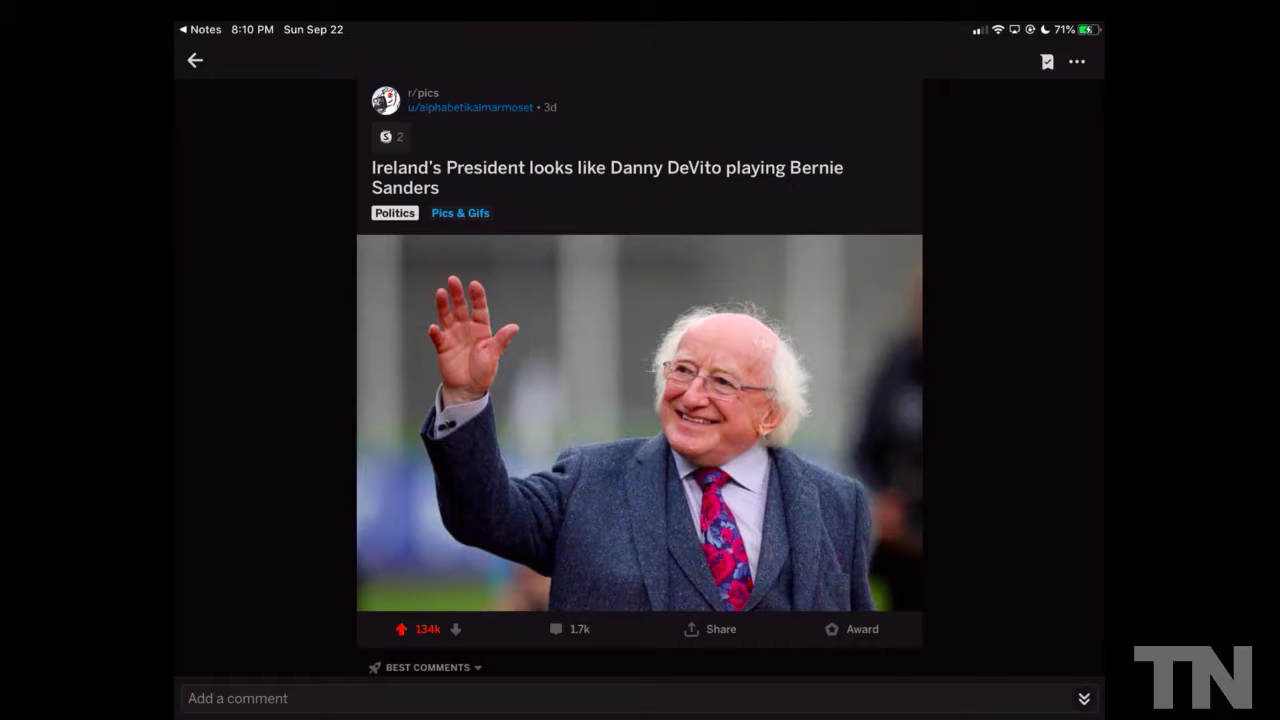 Notes 8:10 PM Sun Sep 22 71%
r/pics
u/alphabetikalmarmoset • 3d
S 2
Ireland's President looks like Danny DeVito playing Bernie
Sanders
Politics Pics & Gifs
134k 1.7k Share Award
BEST COMMENTS
Add a comment
TN